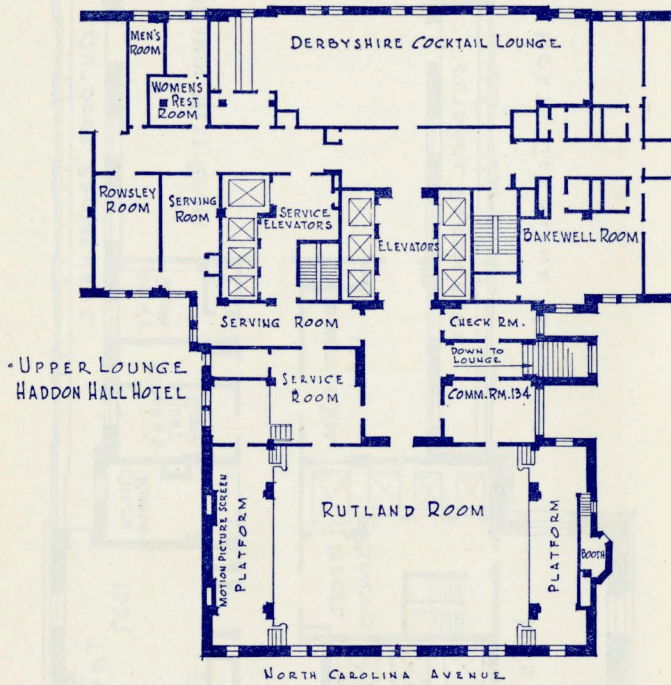 MEN'S
ROOM
DERBYSHIRE COCKTAIL LOUNGE
WOMEN'S
REST
ROOM
ROWSLEY
ROOM
SERVING
ROOM
SERVICE
ELEVATORS
ELEVATORS
BAKEWELL ROOM
SERVING ROOM
CHECK RM.
DOWN TO
LOUNGE
COMM. RM. 134
•UPPER LOUNGE
HADDON HALL HOTEL
SERVICE
ROOM
MOTION PICTURE SCREEN
PLATFORM
RUTLAND ROOM
PLATFORM
BOOTH
NORTH CAROLINA AVENUE